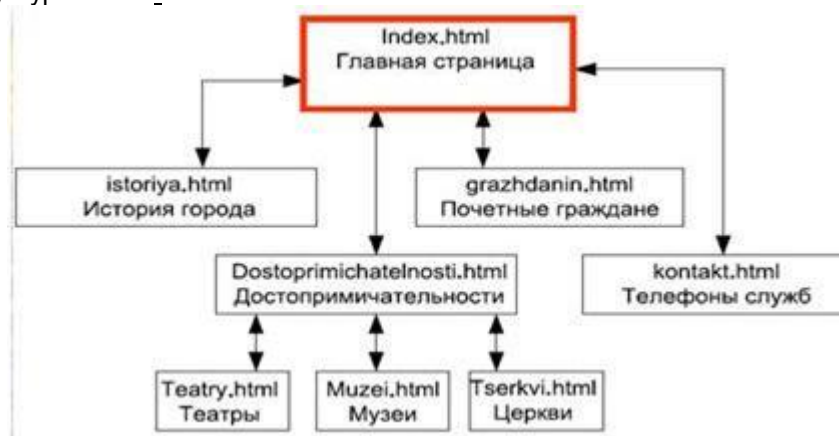 Index.html
Главная страница
istoriya.html
История города
grazhdanin.html
Почетные граждане
Dostoprimichatelnosti.html
Достопримичательности
kontakt.html
Телефоны служб
Teatry.html
Театры
Muzei.html
Музеи
Tserkvi.html
Церкви